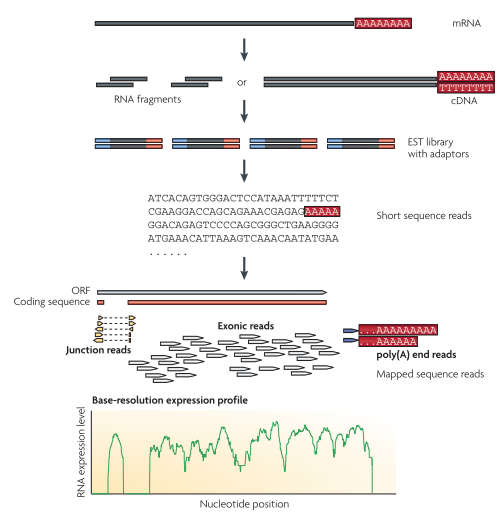 AAAAAAAA
mRNA
or
AAAAAAAA
TTTTTTTT
RNA fragments
cDNA
EST library
with adaptors
ATCACAGTGGGACTCCATAAATTTTTCT
CGAAGGACCAGCAGAAACGAGAGAAAAA
GGACAGAGTCCCCAGCGGGCTGAAGGGG
ATGAAACATTAAAGTCAAACAATATGAA
......
Short sequence reads
ORF
Coding sequence
Exonic reads
Junction reads
...AAAAAAAAA
...AAAAAA
poly(A) end reads
Mapped sequence reads
Base-resolution expression profile
RNA expression level
Nucleotide position